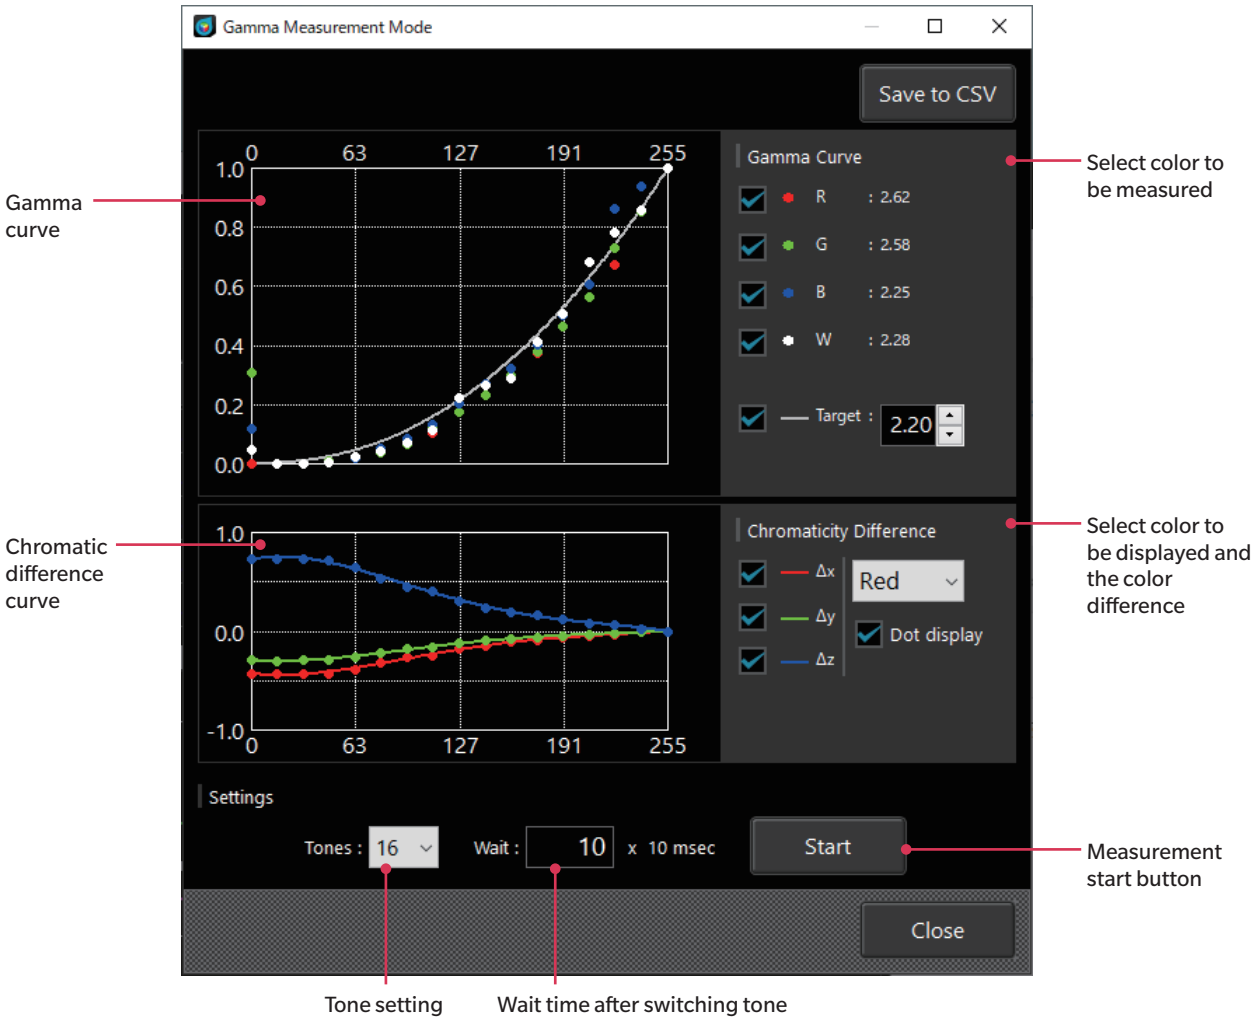 Gamma Measurement Mode
Save to CSV
0 63 127 191 255
1.0
0.8
0.6
0.4
0.2
0.0
Gamma Curve
R : 2.62
G : 2.58
B : 2.25
W : 2.28
Target : 2.20
Gamma
curve
Select color to
be measured
1.0
0.0
-1.0
0 63 127 191 255
Chromaticity Difference
Δx
Δy
Δz
Red
Dot display
Chromatic
difference
curve
Select color to
be displayed and
the color
difference
Settings
Tones : 16 Wait : 10 x 10 msec
Start
Measurement
start button
Close
Tone setting
Wait time after switching tone